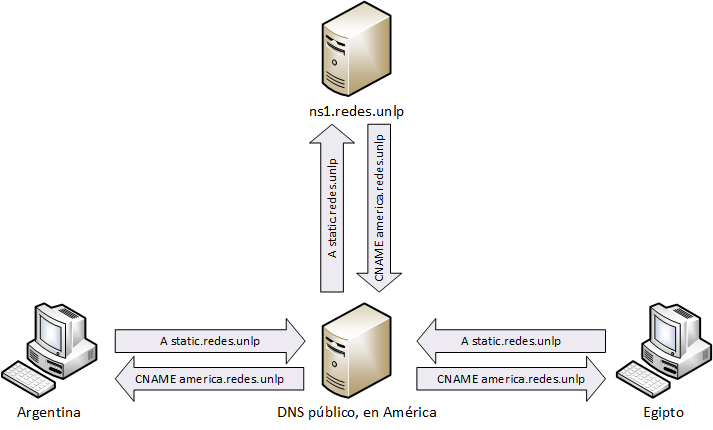 ns1.redes.unlp
A static.redes.unlp
CNAME america.redes.unlp
A static.redes.unlp
CNAME america.redes.unlp
A static.redes.unlp
CNAME america.redes.unlp
Argentina
DNS público, en América
Egipto